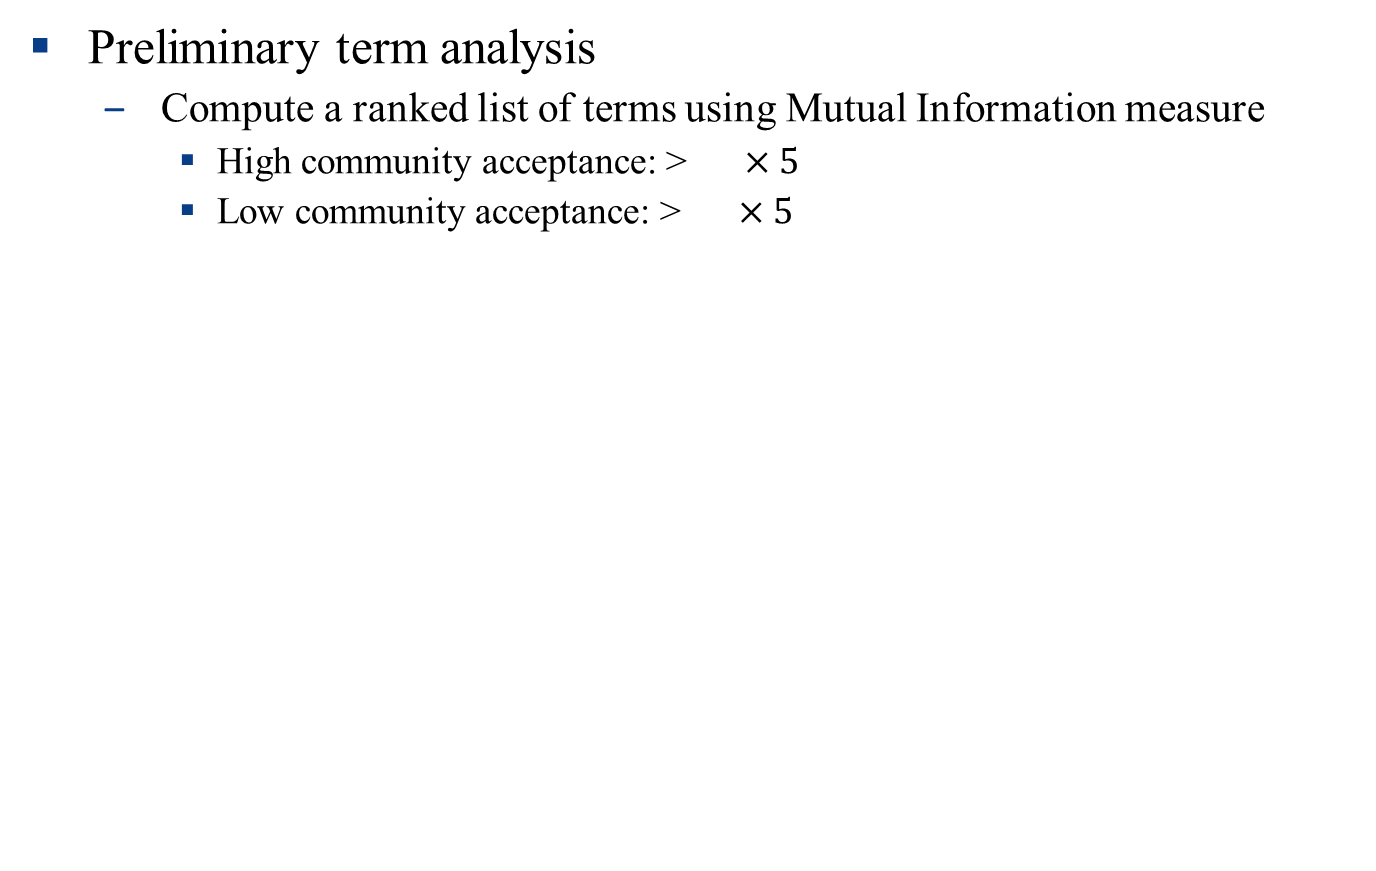 ▪ Preliminary term analysis
– Compute a ranked list of terms using Mutual Information measure
▪ High community acceptance: > × 5
▪ Low community acceptance: > × 5